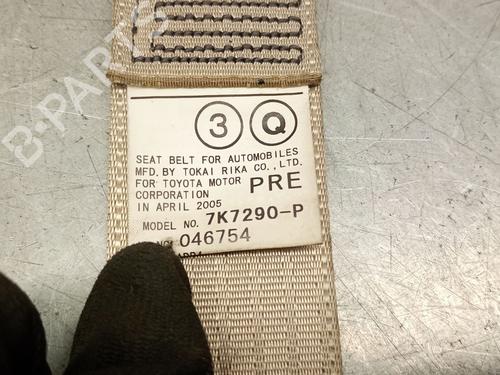 B-PARTS
3 Q
SEAT BELT FOR AUTOMOBILES
MFD. BY TOKAI RIKA CO., LTD.
FOR TOYOTA MOTOR PRE
CORPORATION
IN APRIL 2005
MODEL NO. 7K7290-P
046754